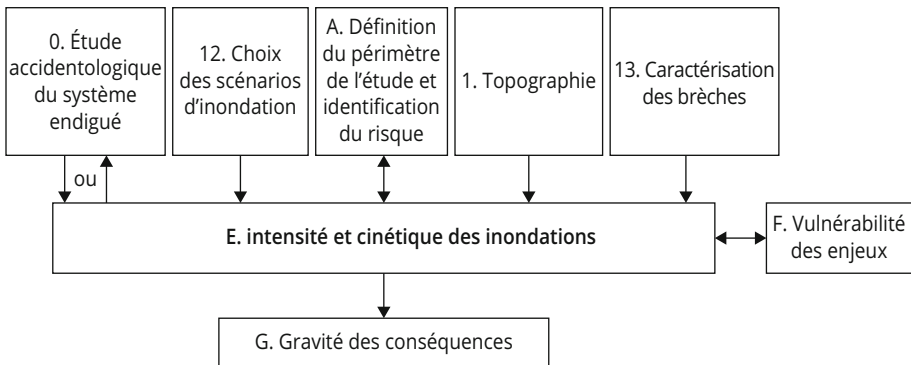 0. Étude
accidentologique
du système
endigué
12. Choix
des scénarios
d'inondation
A. Définition
du périmètre
de l'étude et
identification
du risque
1. Topographie
13. Caractérisation
des brèches
ou
E. intensité et cinétique des inondations
F. Vulnérabilité
des enjeux
G. Gravité des conséquences